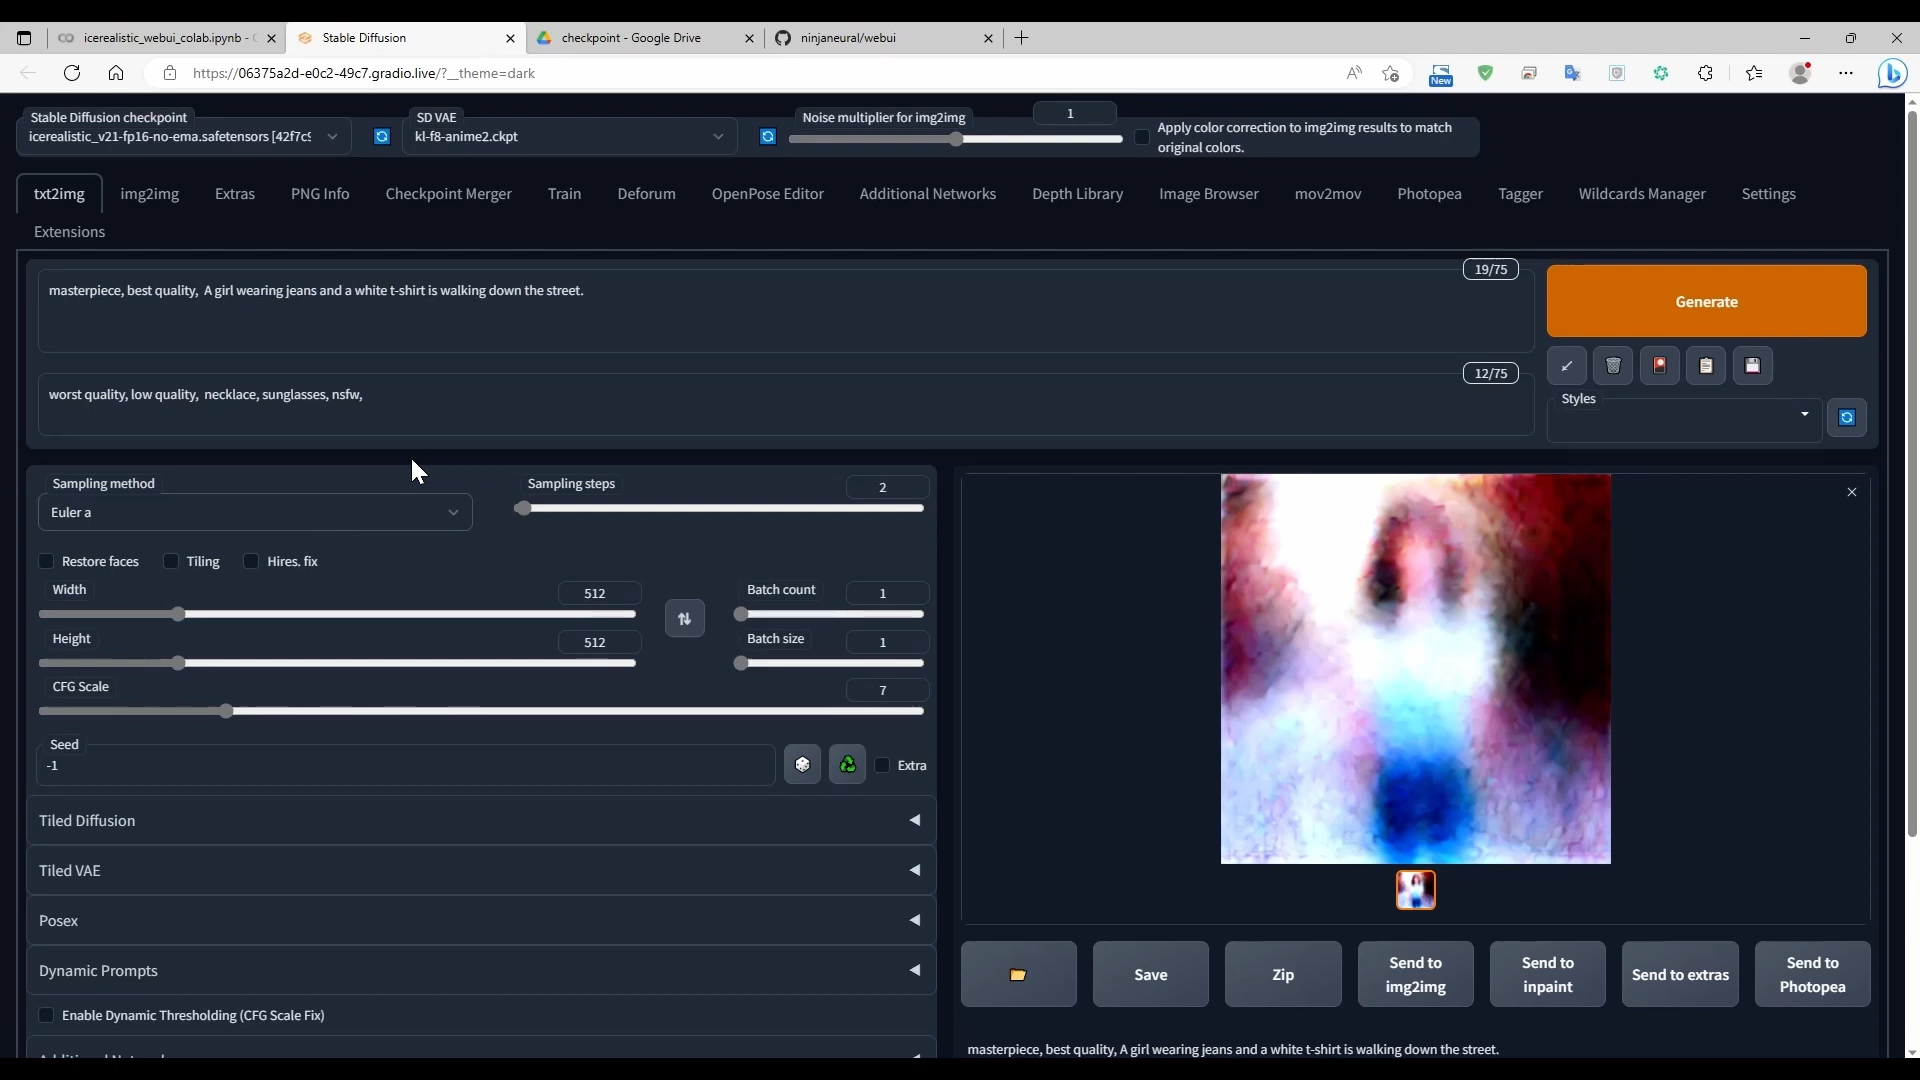 icerealistic_webui_colab.ipynb -
Stable Diffusion
checkpoint - Google Drive
ninjaneural/webui
https://06375a2d-e0c2-49c7.gradio.live/?__theme=dark
New
Stable Diffusion checkpoint
icerealistic_v21-fp16-no-ema.safetensors [42f7c9
SD VAE
kl-f8-anime2.ckpt
Noise multiplier for img2img
1
Apply color correction to img2img results to match
original colors.
txt2img
img2img
Extras
PNG Info
Checkpoint Merger
Train
Deforum
OpenPose Editor
Additional Networks
Depth Library
Image Browser
mov2mov
Photopea
Tagger
Wildcards Manager
Settings
Extensions
19/75
masterpiece, best quality,  A girl wearing jeans and a white t-shirt is walking down the street.
Generate
12/75
worst quality, low quality,  necklace, sunglasses, nsfw,
Styles
Sampling method
Euler a
Sampling steps
2
Restore faces
Tiling
Hires. fix
Width
512
Batch count
1
Height
512
Batch size
1
CFG Scale
7
Seed
-1
Extra
Tiled Diffusion
Tiled VAE
Posex
Dynamic Prompts
Enable Dynamic Thresholding (CFG Scale Fix)
Save
Zip
Send to
img2img
Send to
inpaint
Send to extras
Send to
Photopea
masterpiece, best quality, A girl wearing jeans and a white t-shirt is walking down the street.